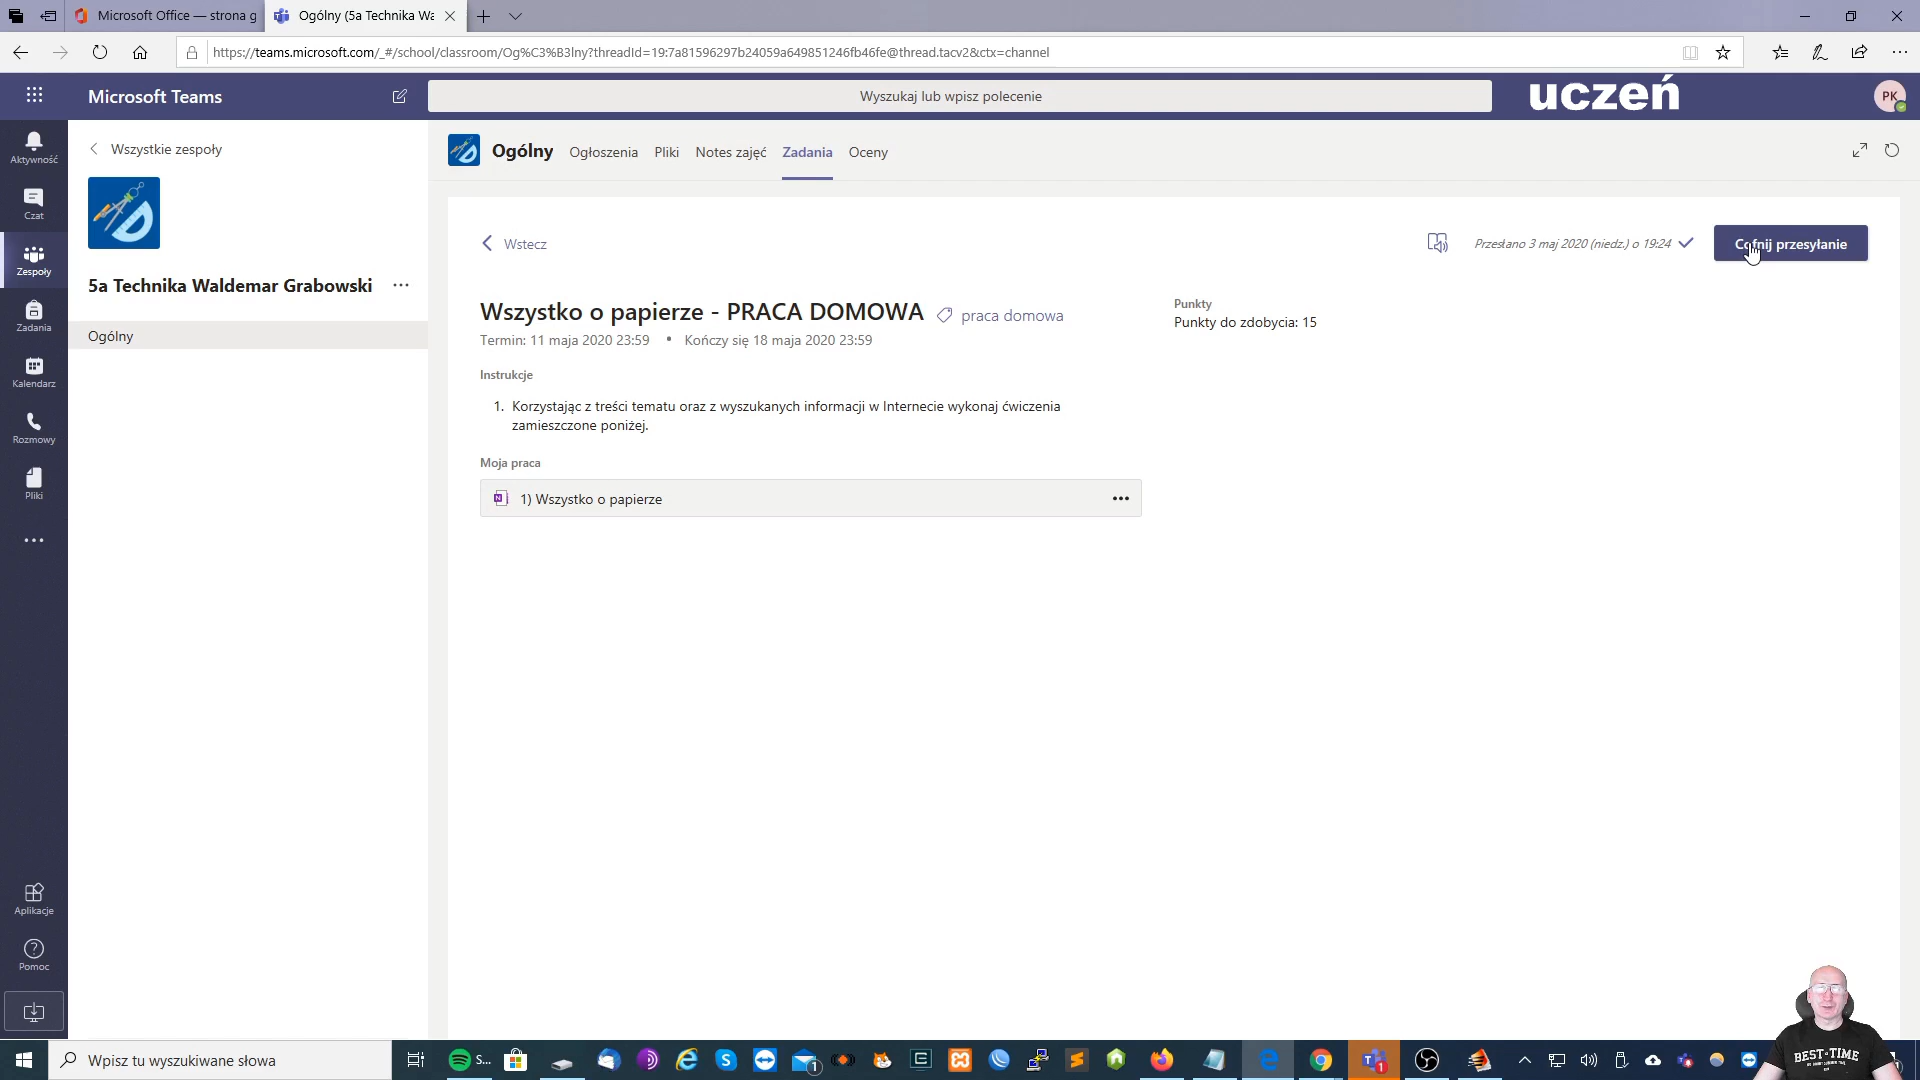 Microsoft Office — strona g
Ogólny (5a Technika Wa
https://teams.microsoft.com/_#/school/classroom/Og%C3%B3lny?threadId=19:7a81596297b24059a649851246fb46fe@thread.tacv2&ctx=channel
Microsoft Teams
Wyszukaj lub wpisz polecenie
uczeń
PK
Aktywność
Czat
Zespoły
Zadania
Kalendarz
Rozmowy
Pliki
Aplikacje
Pomoc
Wszystkie zespoły
5a Technika Waldemar Grabowski
Ogólny
Ogólny Ogłoszenia Pliki Notes zajęć Zadania Oceny
Wstecz
Przesłano 3 maj 2020 (niedz.) o 19:24
Cofnij przesyłanie
Wszystko o papierze - PRACA DOMOWA praca domowa
Termin: 11 maja 2020 23:59 • Kończy się 18 maja 2020 23:59
Punkty
Punkty do zdobycia: 15
Instrukcje
1. Korzystając z treści tematu oraz z wyszukanych informacji w Internecie wykonaj ćwiczenia
zamieszczone poniżej.
Moja praca
1) Wszystko o papierze
Wpisz tu wyszukiwane słowa
S...
1
1
BEST-TIME